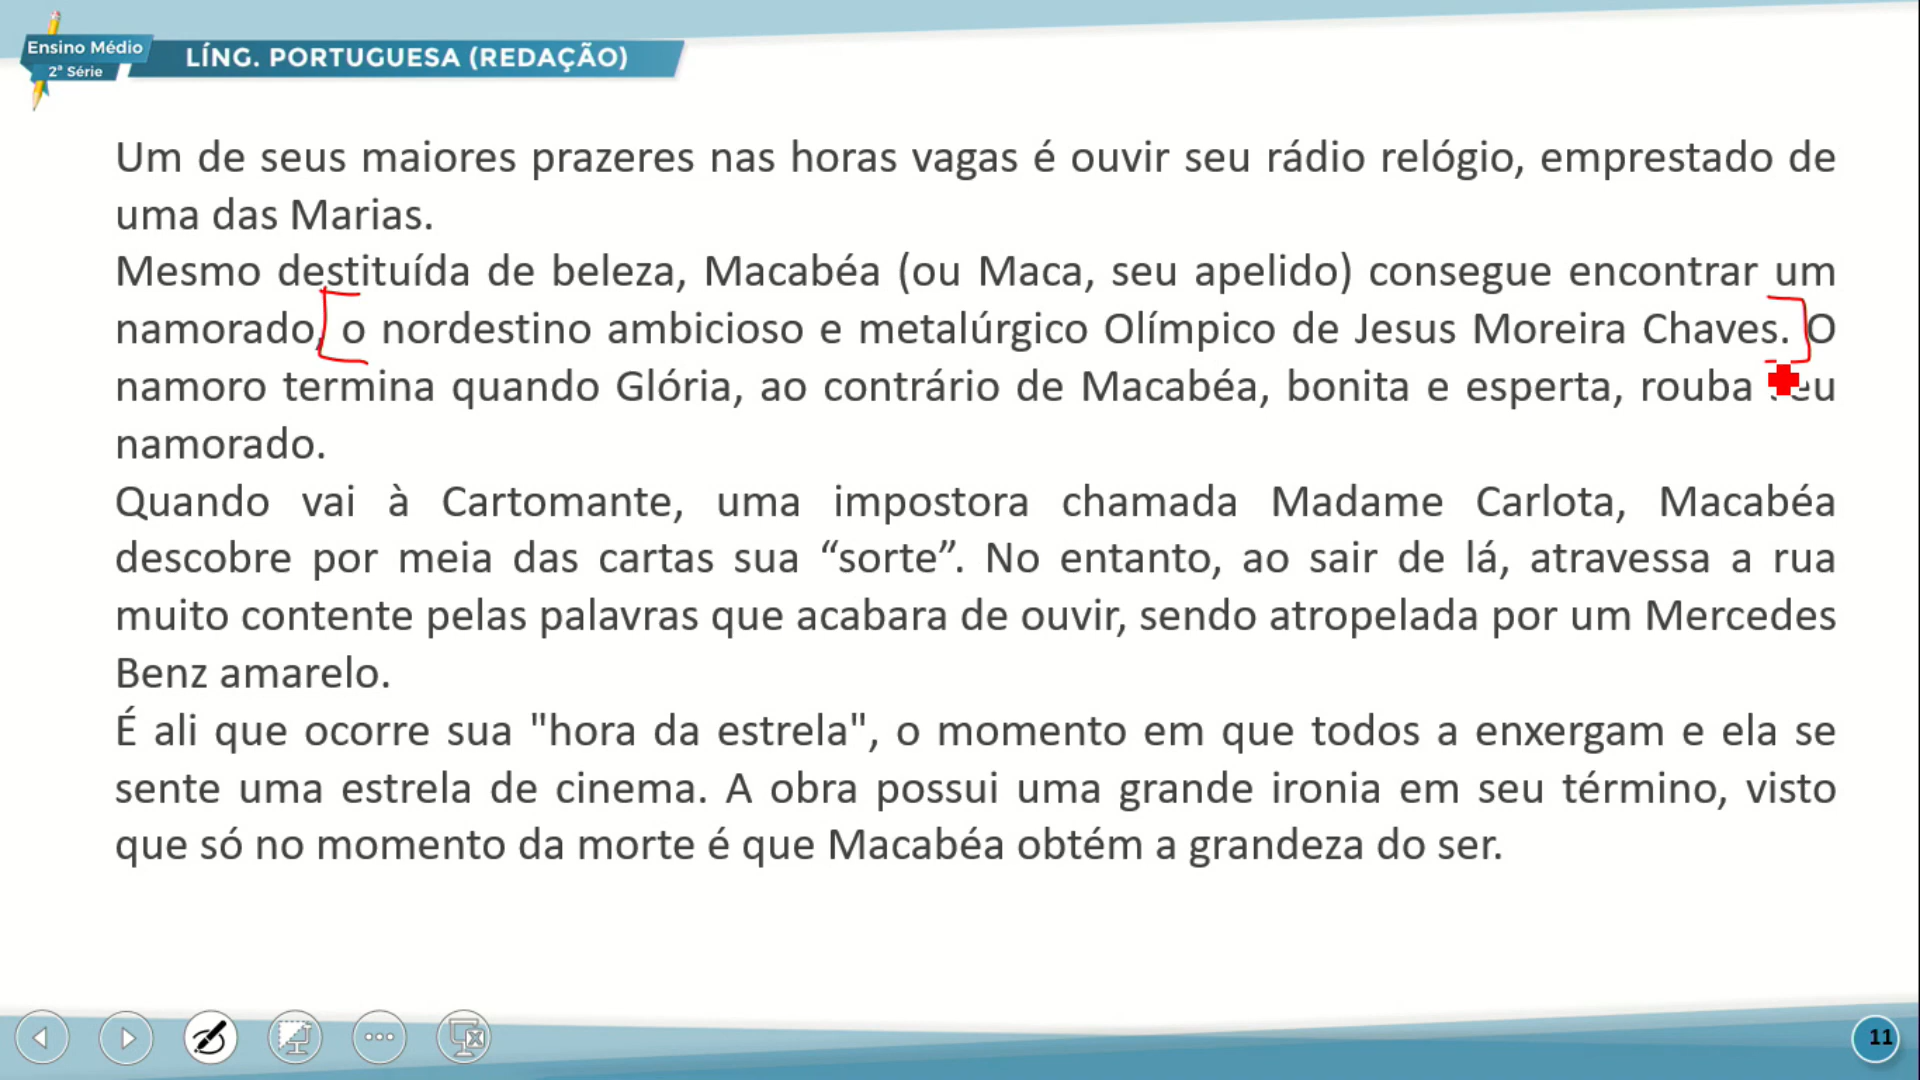 Ensino Médio
2ª Série
LÍNG. PORTUGUESA (REDAÇÃO)
Um de seus maiores prazeres nas horas vagas é ouvir seu rádio relógio, emprestado de
uma das Marias.
Mesmo destituída de beleza, Macabéa (ou Maca, seu apelido) consegue encontrar um
namorado, o nordestino ambicioso e metalúrgico Olímpico de Jesus Moreira Chaves. O
namoro termina quando Glória, ao contrário de Macabéa, bonita e esperta, rouba seu
namorado.
Quando vai à Cartomante, uma impostora chamada Madame Carlota, Macabéa
descobre por meia das cartas sua “sorte”. No entanto, ao sair de lá, atravessa a rua
muito contente pelas palavras que acabara de ouvir, sendo atropelada por um Mercedes
Benz amarelo.
É ali que ocorre sua "hora da estrela", o momento em que todos a enxergam e ela se
sente uma estrela de cinema. A obra possui uma grande ironia em seu término, visto
que só no momento da morte é que Macabéa obtém a grandeza do ser.
11